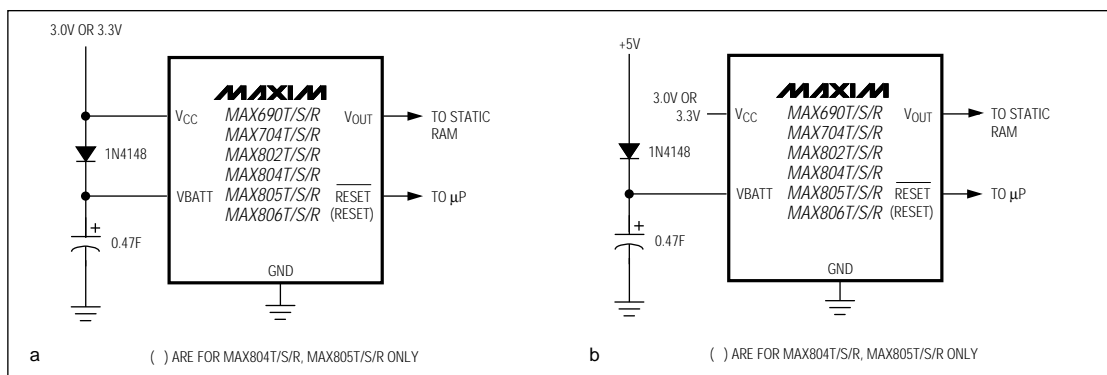 3.0V OR 3.3V
MAXIM
MAX690T/S/R
MAX704T/S/R
MAX802T/S/R
MAX804T/S/R
MAX805T/S/R
MAX806T/S/R
VCC
VOUT
TO STATIC
RAM
1N4148
VBATT
RESET
(RESET)
TO μP
0.47F
GND
a
( ) ARE FOR MAX804T/S/R, MAX805T/S/R ONLY
+5V
3.0V OR
3.3V
MAXIM
MAX690T/S/R
MAX704T/S/R
MAX802T/S/R
MAX804T/S/R
MAX805T/S/R
MAX806T/S/R
VCC
VOUT
TO STATIC
RAM
1N4148
VBATT
RESET
(RESET)
TO μP
0.47F
GND
b
( ) ARE FOR MAX804T/S/R, MAX805T/S/R ONLY